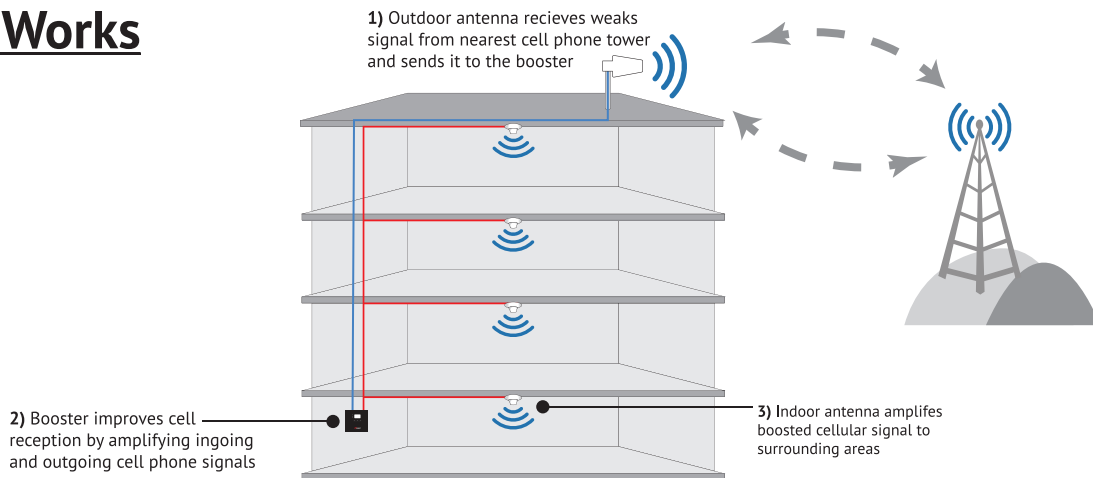 Works
1) Outdoor antenna recieves weaks
signal from nearest cell phone tower
and sends it to the booster
2) Booster improves cell
reception by amplifying ingoing
and outgoing cell phone signals
3) Indoor antenna amplifes
boosted cellular signal to
surrounding areas